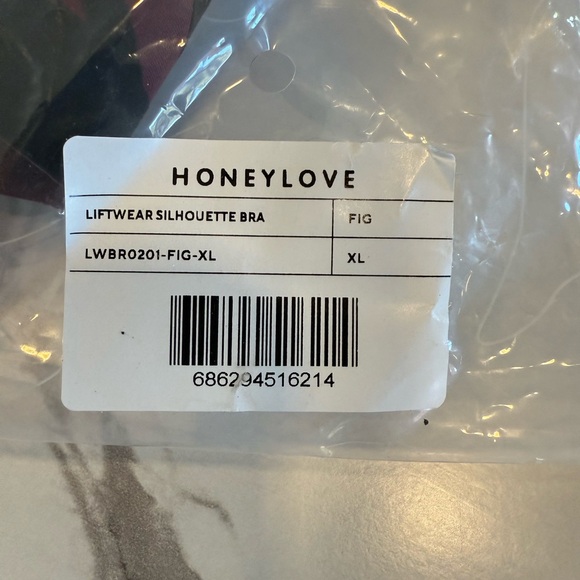 HONEYLOVE
LIFTWEAR SILHOUETTE BRA FIG
LWBR0201-FIG-XL XL
686294516214